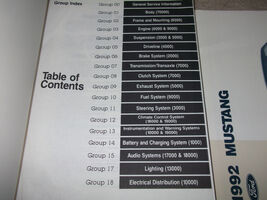 Group Index
Group 00 General Service Information
Group 01 Body (7000)
Group 02 Frame and Mounting (5000)
Group 03 Engine (6000 & 9000)
Group 04 Suspension (3000 & 5000)
Group 05 Driveline (4000)
Group 06 Brake System (2000)
Group 07 Transmission/Transaxle (7000)
Group 08 Clutch System (7000)
Group 09 Exhaust System (5000)
Group 10 Fuel System (9000)
Group 11 Steering System (3000)
Group 12 Climate Control System
(18000 & 19000)
Group 13 Instrumentation and Warning Systems
(10000 & 19000)
Group 14 Battery and Charging System (10000)
Group 15 Audio Systems (17000 & 18000)
Group 17 Lighting (13000)
Group 18 Electrical Distribution (10000)
Table of
Contents
1992 MUSTANG
Ford